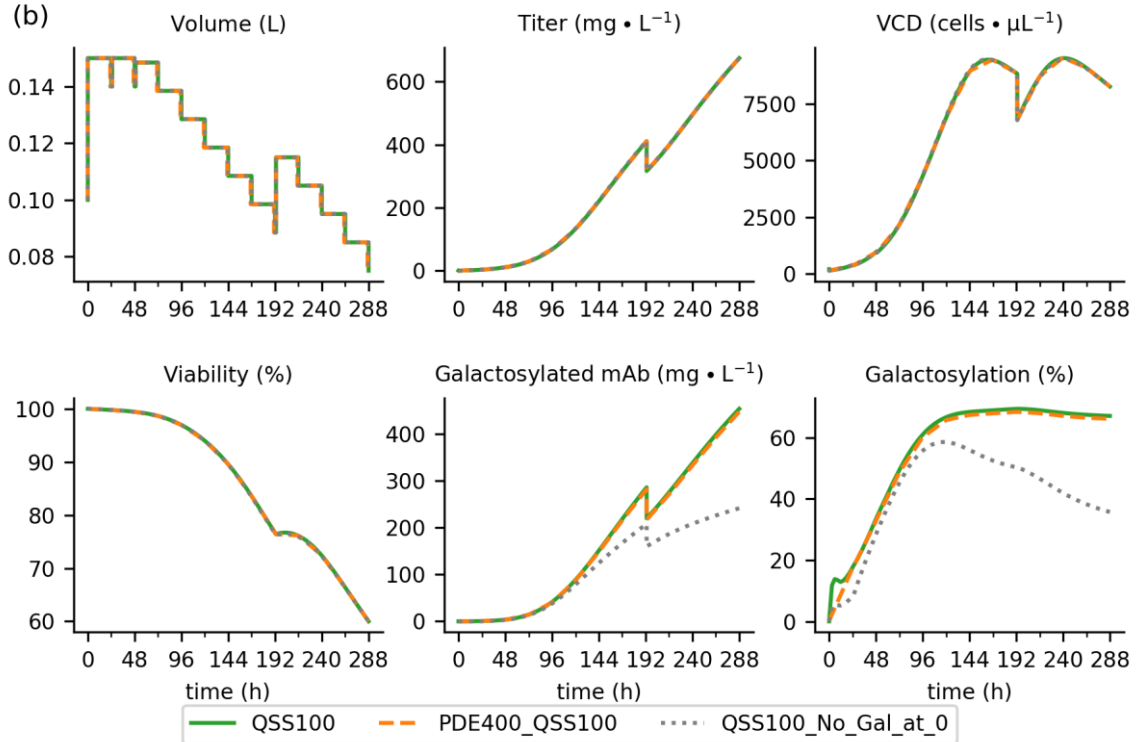 (b)
Volume (L)
Titer (mg • L⁻¹)
VCD (cells • μL⁻¹)
0.14
0.12
0.10
0.08
0 48 96 144 192 240 288
600
400
200
0
0 48 96 144 192 240 288
7500
5000
2500
0
0 48 96 144 192 240 288
Viability (%)
Galactosylated mAb (mg • L⁻¹)
Galactosylation (%)
100
90
80
70
60
0 48 96 144 192 240 288
time (h)
400
300
200
100
0
0 48 96 144 192 240 288
time (h)
60
40
20
0
0 48 96 144 192 240 288
time (h)
QSS100 PDE400_QSS100 QSS100_No_Gal_at_0